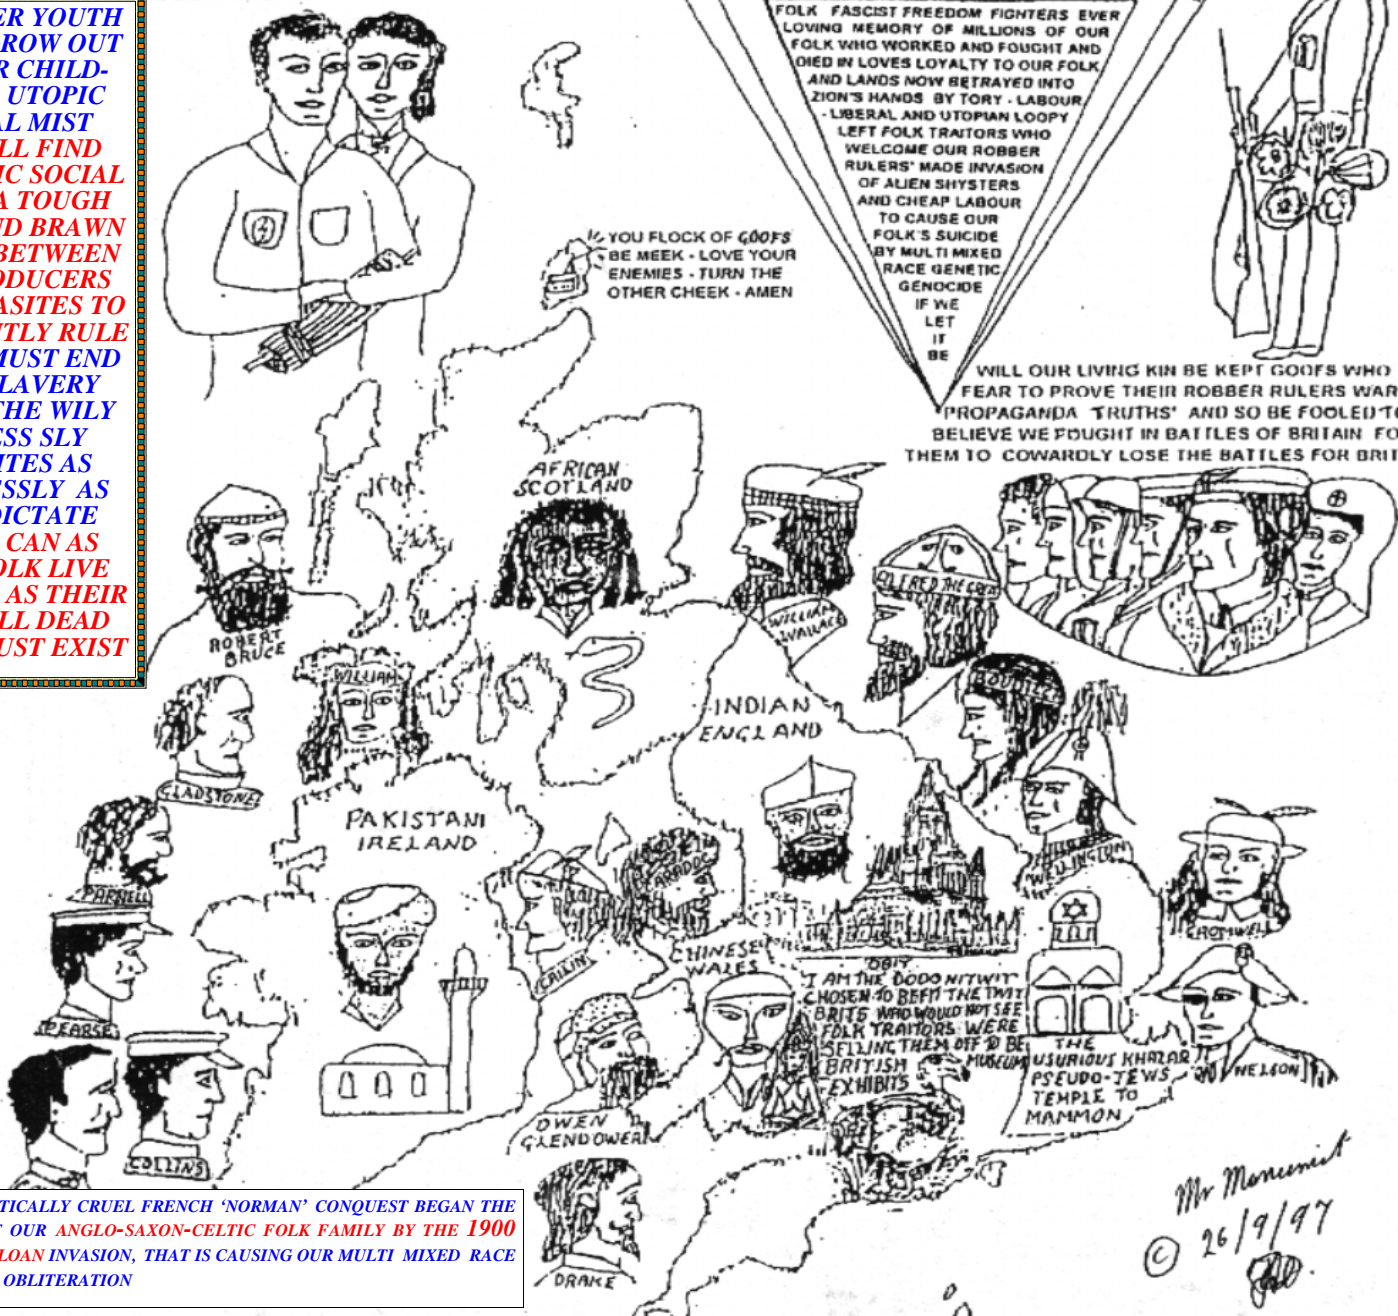 ER YOUTH
ROW OUT
R CHILD-
UTOPIC
AL MIST
LL FIND
IC SOCIAL
A TOUGH
ND BRAWN
BETWEEN
ODUCERS
ASITES TO
TLY RULE
MUST END
LAVERY
THE WILY
ESS SLY
ITES AS
SSLY AS
DICTATE
CAN AS
OLK LIVE
AS THEIR
LL DEAD
UST EXIST
FOLK FASCIST FREEDOM FIGHTERS EVER
LOVING MEMORY OF MILLIONS OF OUR
FOLK WHO WORKED AND FOUGHT AND
DIED IN LOVES LOYALTY TO OUR FOLK
AND LANDS NOW BETRAYED INTO
ZION'S HANDS BY TORY - LABOUR
- LIBERAL AND UTOPIAN LOOPY
LEFT FOLK TRAITORS WHO
WELCOME OUR ROBBER
RULERS' MADE INVASION
OF ALIEN SHYSTERS
AND CHEAP LABOUR
TO CAUSE OUR
FOLK'S SUICIDE
BY MULTI MIXED
RACE GENETIC
GENOCIDE
IF WE
LET
IT
BE
YOU FLOCK OF GOOFS
BE MEEK - LOVE YOUR
ENEMIES - TURN THE
OTHER CHEEK - AMEN
WILL OUR LIVING KIN BE KEPT GOOFS WHO
FEAR TO PROVE THEIR ROBBER RULERS WAR
PROPAGANDA 'TRUTHS' AND SO BE FOOLED TO
BELIEVE WE FOUGHT IN BATTLES OF BRITAIN FO
THEM TO COWARDLY LOSE THE BATTLES FOR BRIT
AFRICAN
SCOTLAND
ROBERT
BRUCE
WILLIAM
WALLACE
ALFRED THE GREA
WILLIAM
INDIAN
ENGLAND
GLADSTONE
PAKISTANI
IRELAND
WELLINGTON
PARNELL
CARADOC
CROMWELL
CHINESE
WALES
PEARSE
COLLINS
OWEN
GLENDOWER
OBIT
I AM THE DODO NITWIT
CHOSEN TO BEFIT THE TWIT
BRITS WHO WOULD NOT SEE
FOLK TRAITORS WERE
SELLING THEM OFF TO BE
BRITISH MUSEUM
EXHIBITS
THE
USURIOUS KHAZAR
PSEUDO-JEWS
TEMPLE TO
MAMMON
NELSON
DRAKE
TICALLY CRUEL FRENCH 'NORMAN' CONQUEST BEGAN THE
OUR ANGLO-SAXON-CELTIC FOLK FAMILY BY THE 1900
LOAN INVASION, THAT IS CAUSING OUR MULTI MIXED RACE
OBLITERATION
Mr Monument
© 26/9/97